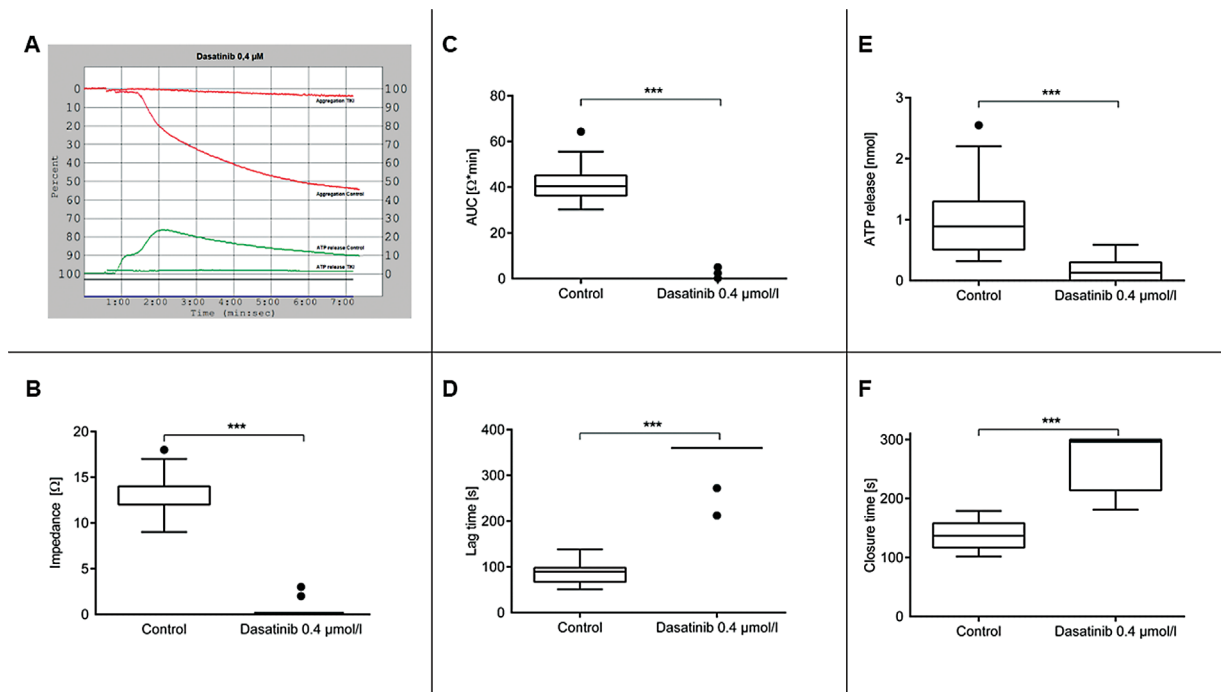 A
Dasatinib 0,4 µM
0
10
20
30
40
50
60
70
80
90
100
Percent
100
90
80
70
60
50
40
30
20
10
0
Aggregation TKI
Aggregation Control
ATP release Control
ATP release TKI
1:00 2:00 3:00 4:00 5:00 6:00 7:00
Time (min:sec)
C
***
AUC [Ω*min]
80
60
40
20
0
Control Dasatinib 0.4 µmol/l
E
***
ATP release [nmol]
3
2
1
0
Control Dasatinib 0.4 µmol/l
B
***
Impedance [Ω]
20
15
10
5
0
Control Dasatinib 0.4 µmol/l
D
***
Lag time [s]
400
300
200
100
0
Control Dasatinib 0.4 µmol/l
F
***
Closure time [s]
300
200
100
0
Control Dasatinib 0.4 µmol/l